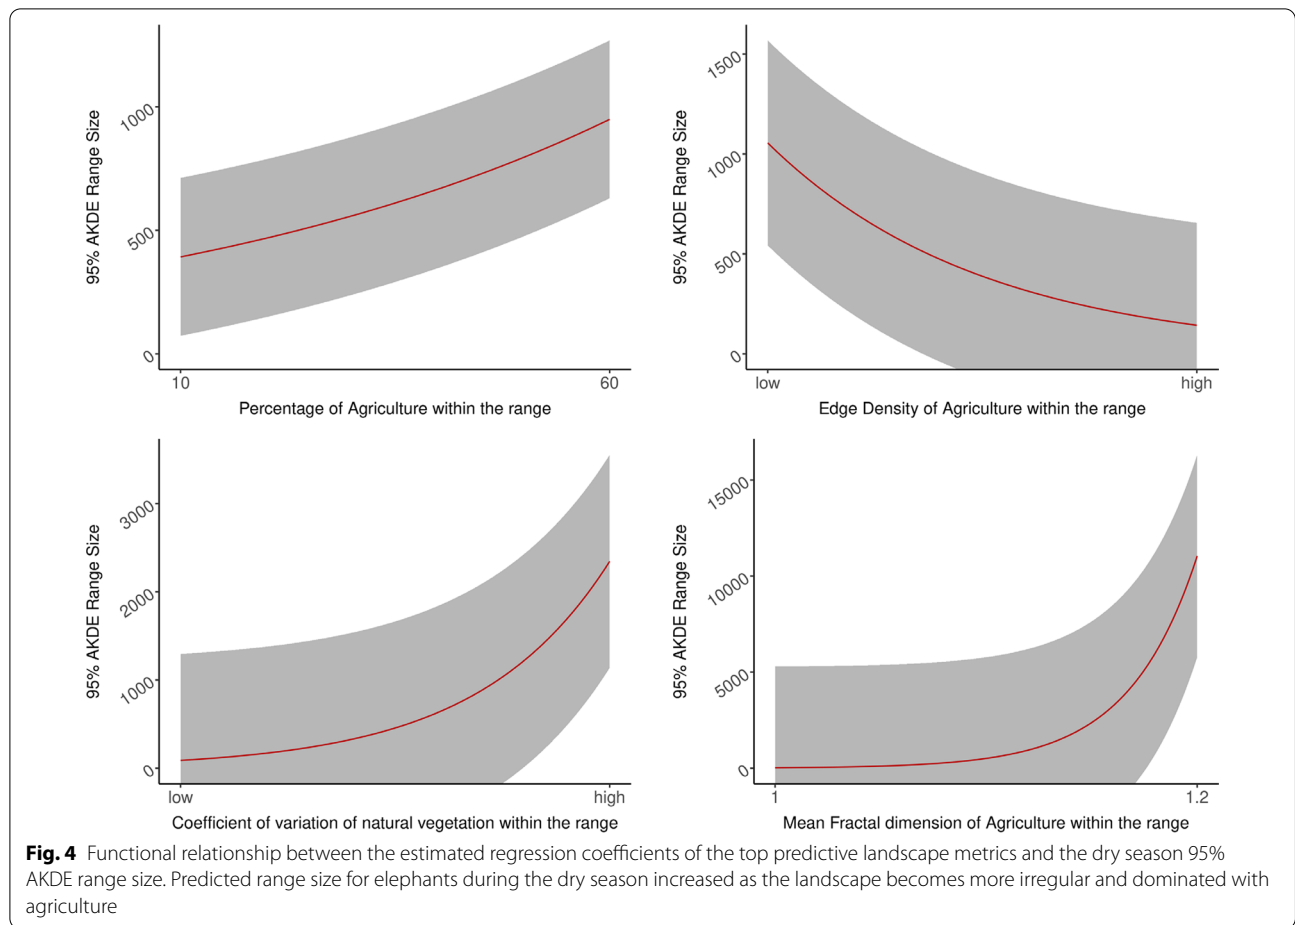 95% AKDE Range Size
1000
500
0
10
60
Percentage of Agriculture within the range
95% AKDE Range Size
1500
1000
500
0
low
high
Edge Density of Agriculture within the range
95% AKDE Range Size
3000
2000
1000
0
low
high
Coefficient of variation of natural vegetation within the range
95% AKDE Range Size
15000
10000
5000
0
1
1.2
Mean Fractal dimension of Agriculture within the range
Fig. 4 Functional relationship between the estimated regression coefficients of the top predictive landscape metrics and the dry season 95%
AKDE range size. Predicted range size for elephants during the dry season increased as the landscape becomes more irregular and dominated with
agriculture